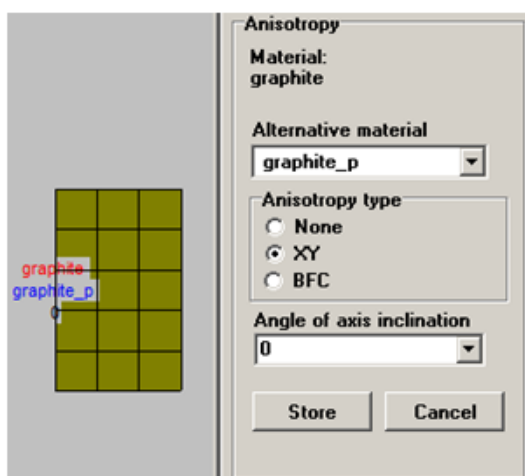 graphite
graphite_p
0
Anisotropy
Material:
graphite
Alternative material
graphite_p
Anisotropy type
None
XY
BFC
Angle of axis inclination
0
Store
Cancel